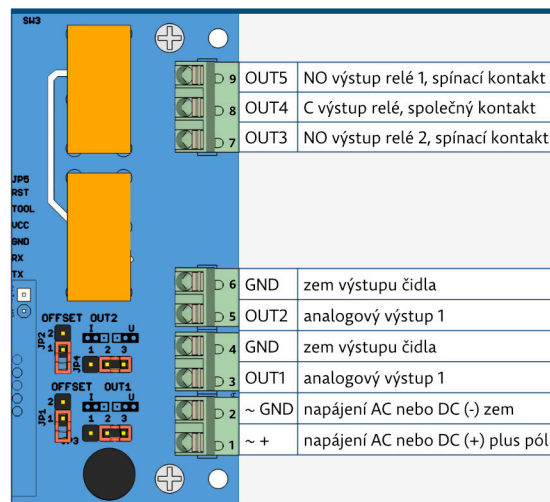 SW3
9 OUT5 NO výstup relé 1, spínací kontakt
8 OUT4 C výstup relé, společný kontakt
7 OUT3 NO výstup relé 2, spínací kontakt
JP5
RST
TOOL
VCC
GND
RX
TX
6 GND zem výstupu čidla
5 OUT2 analogový výstup 1
4 GND zem výstupu čidla
3 OUT1 analogový výstup 1
2 ~ GND napájení AC nebo DC (-) zem
1 ~ + napájení AC nebo DC (+) plus pól
OFFSET OUT2
I U
JP2 2 1
JP4 1 2 3
OFFSET OUT1
I U
JP1 2 1
JP3 1 2 3